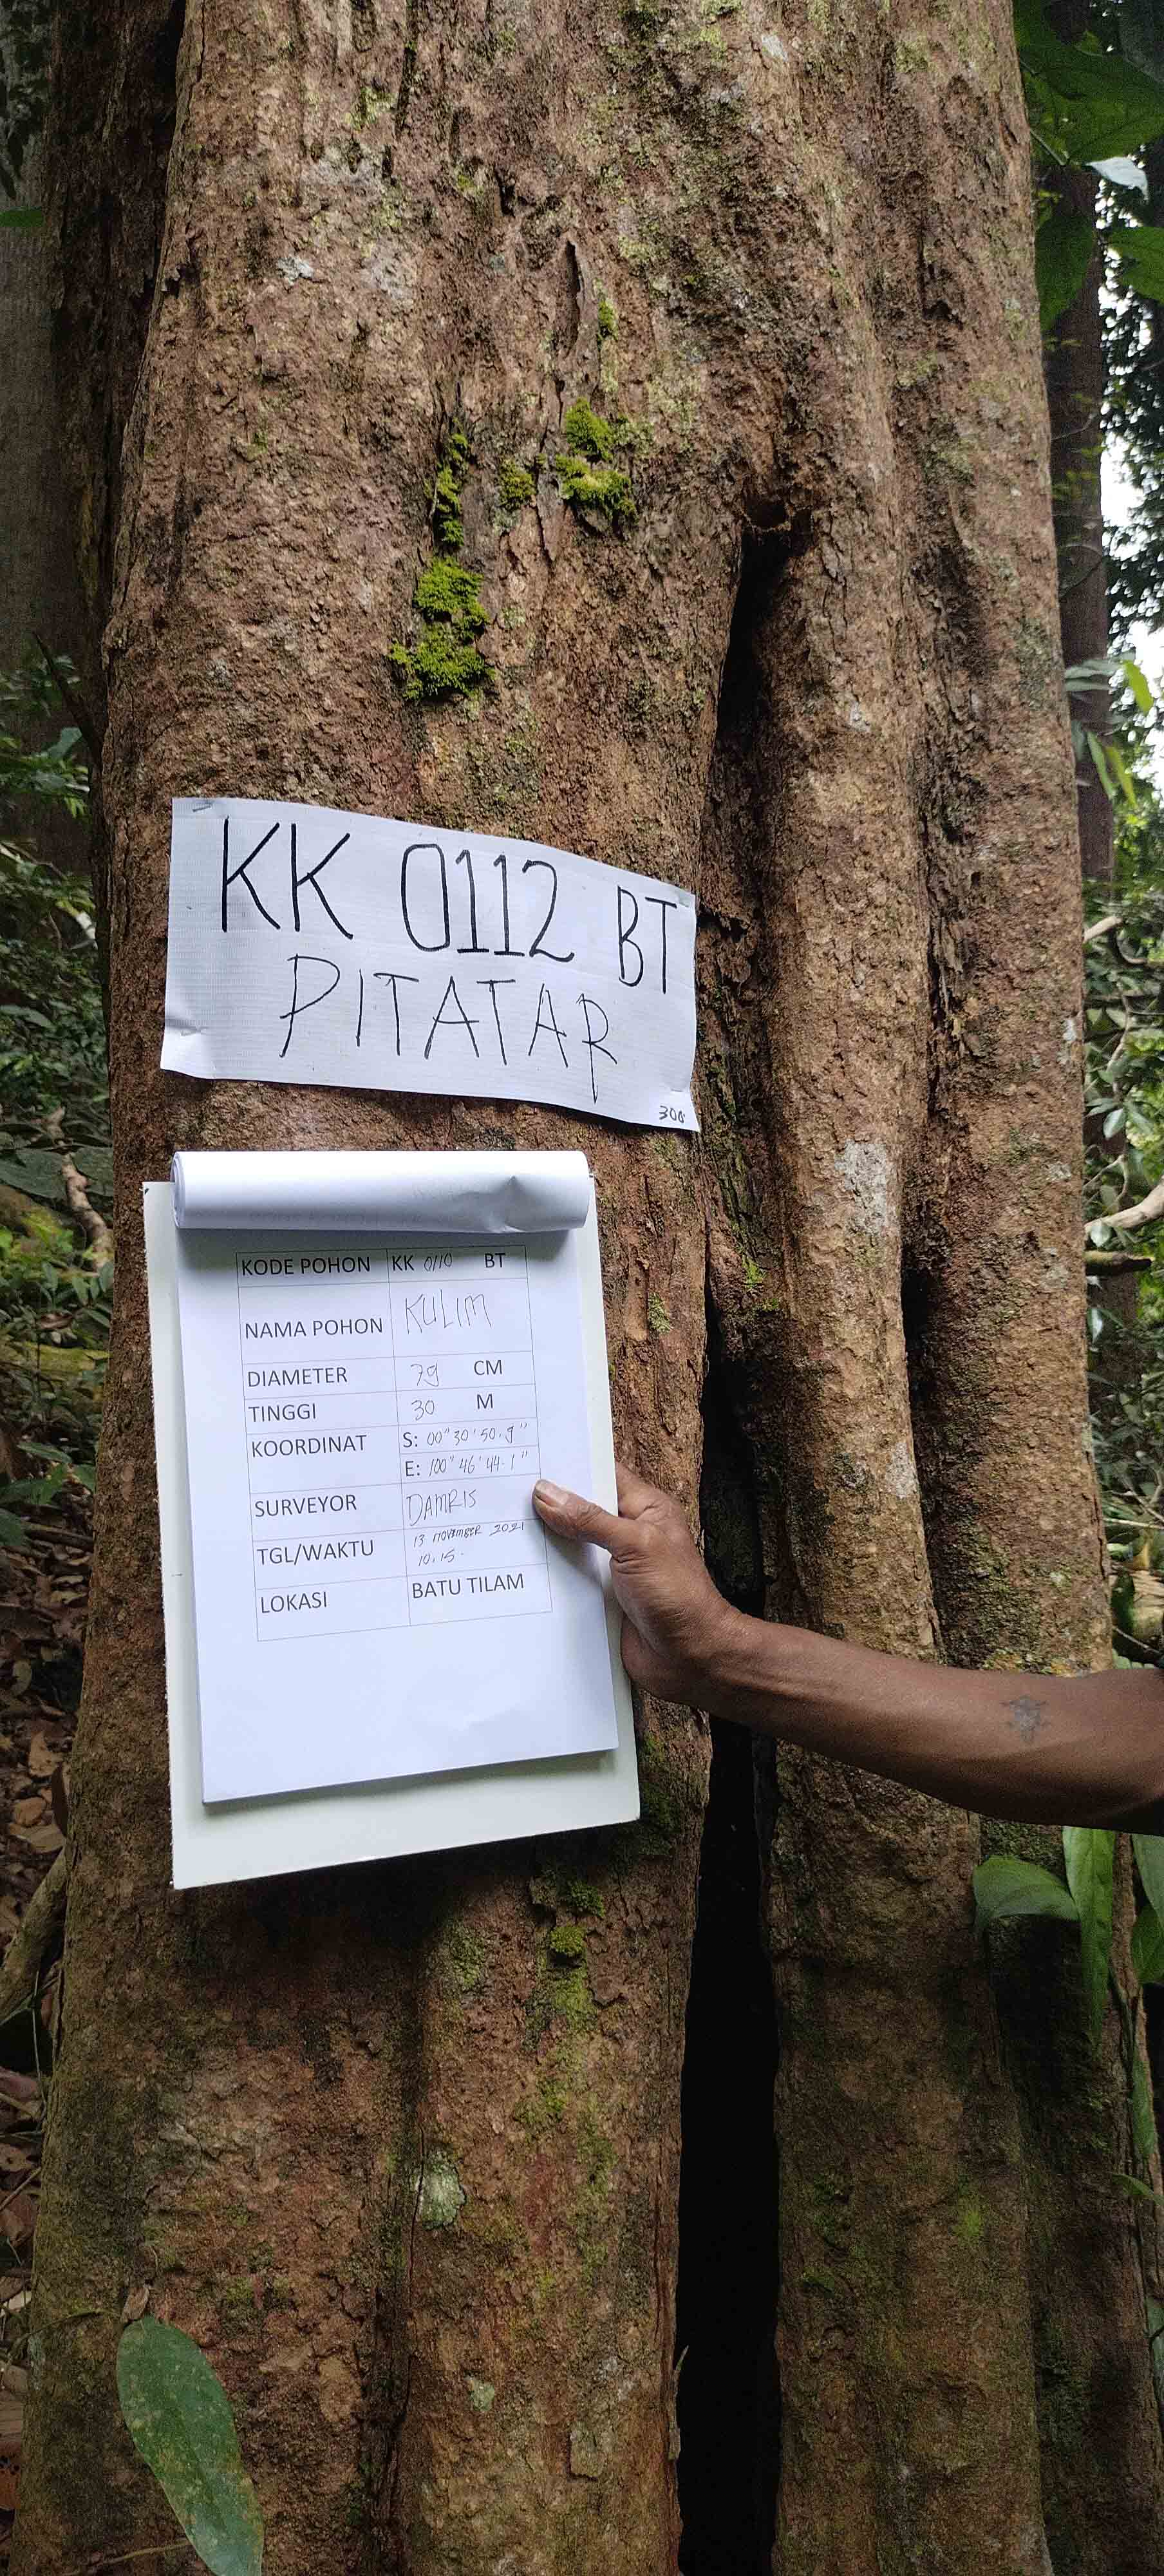 KK 0112 BT
PITATAR
300
KODE POHON KK 0110 BT
NAMA POHON KULIM
DIAMETER 79 CM
TINGGI 30 M
KOORDINAT S: 00° 30' 50.9"
E: 100° 46' 44.1"
SURVEYOR DAMRIS
TGL/WAKTU 13 NOVEMBER 2021
10.15.
LOKASI BATU TILAM